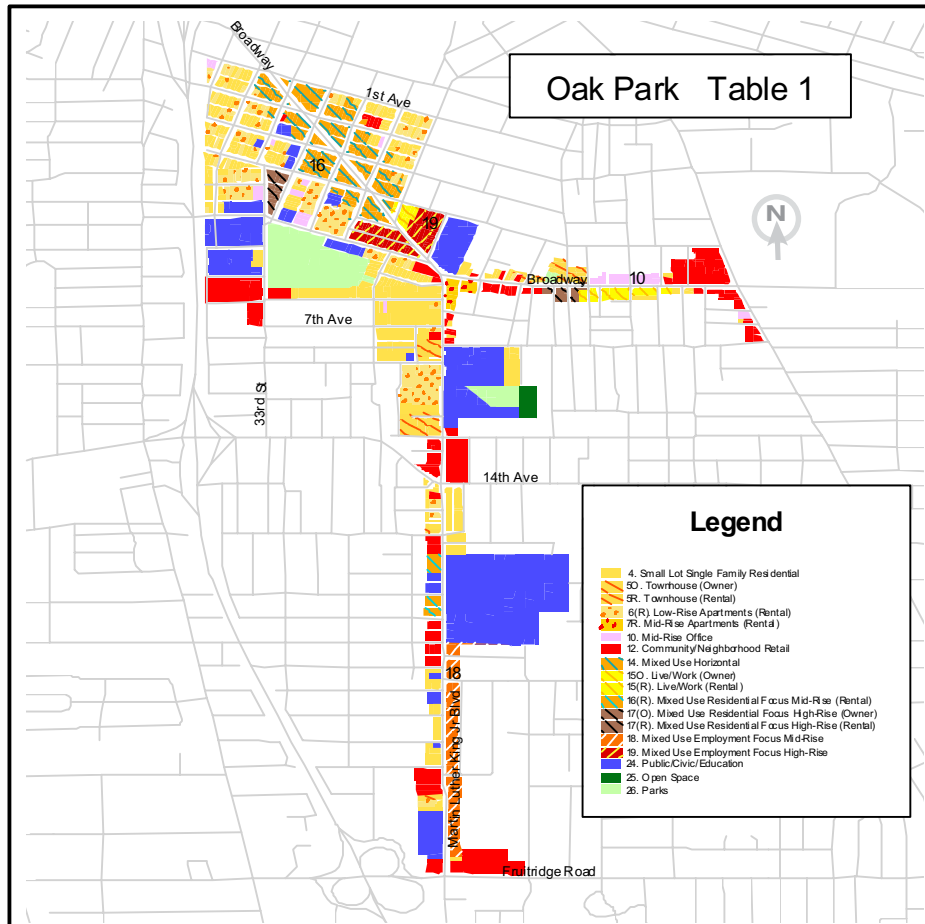 Oak Park Table 1
Broadway
1st Ave
16
19
N
Broadway
10
7th Ave
33rd St
14th Ave
18
Martin Luther King Jr Blvd
Fruitridge Road
Legend
4. Small Lot Single Family Residential
5O. Townhouse (Owner)
5R. Townhouse (Rental)
6(R). Low-Rise Apartments (Rental)
7R. Mid-Rise Apartments (Rental)
10. Mid-Rise Office
12. Community/Neighborhood Retail
14. Mixed Use Horizontal
15O. Live/Work (Owner)
15(R). Live/Work (Rental)
16(R). Mixed Use Residential Focus Mid-Rise (Rental)
17(O). Mixed Use Residential Focus High-Rise (Owner)
17(R). Mixed Use Residential Focus High-Rise (Rental)
18. Mixed Use Employment Focus Mid-Rise
19. Mixed Use Employment Focus High-Rise
24. Public/Civic/Education
25. Open Space
26. Parks